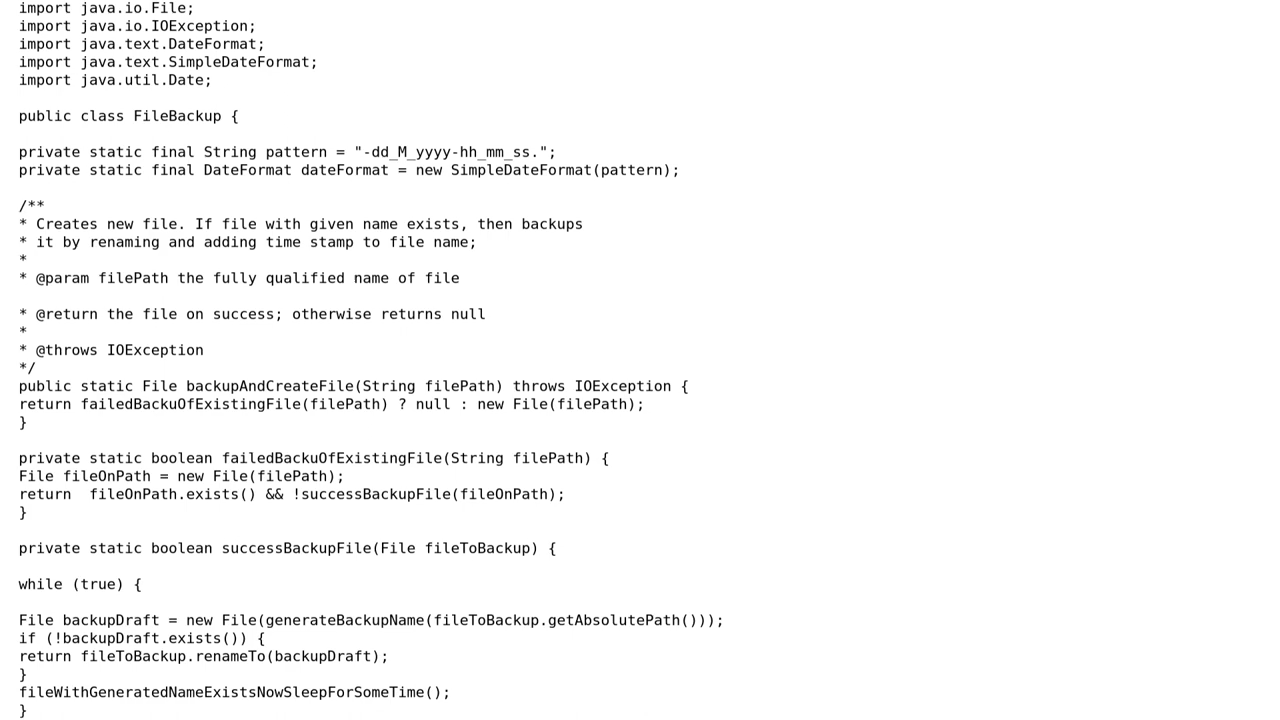 import java.io.File;
import java.io.IOException;
import java.text.DateFormat;
import java.text.SimpleDateFormat;
import java.util.Date;

public class FileBackup {

private static final String pattern = "-dd_M_yyyy-hh_mm_ss.";
private static final DateFormat dateFormat = new SimpleDateFormat(pattern);

/**
* Creates new file. If file with given name exists, then backups
* it by renaming and adding time stamp to file name;
*
* @param filePath the fully qualified name of file

* @return the file on success; otherwise returns null
*
* @throws IOException
*/
public static File backupAndCreateFile(String filePath) throws IOException {
return failedBackuOfExistingFile(filePath) ? null : new File(filePath);
}

private static boolean failedBackuOfExistingFile(String filePath) {
File fileOnPath = new File(filePath);
return  fileOnPath.exists() && !successBackupFile(fileOnPath);
}

private static boolean successBackupFile(File fileToBackup) {

while (true) {

File backupDraft = new File(generateBackupName(fileToBackup.getAbsolutePath()));
if (!backupDraft.exists()) {
return fileToBackup.renameTo(backupDraft);
}
fileWithGeneratedNameExistsNowSleepForSomeTime();
}